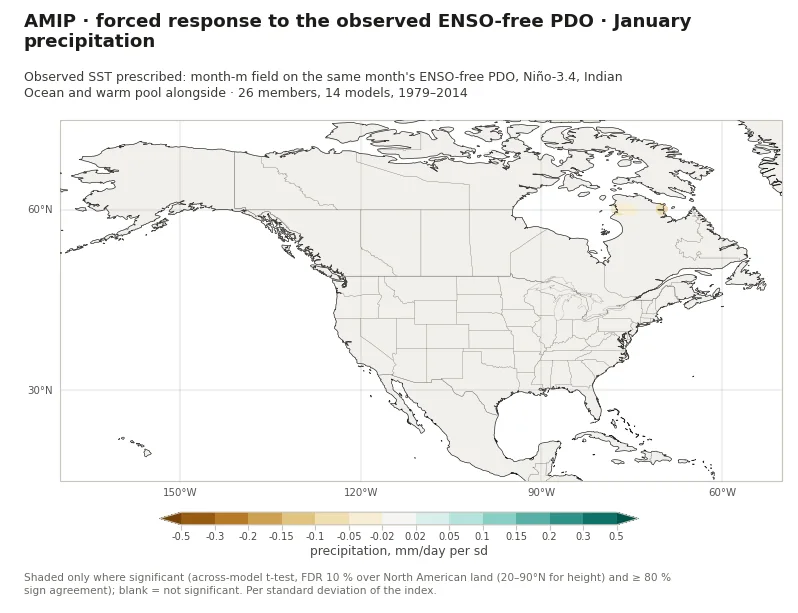 AMIP · forced response to the observed ENSO-free PDO · January
precipitation
Observed SST prescribed: month-m field on the same month's ENSO-free PDO, Niño-3.4, Indian
Ocean and warm pool alongside · 26 members, 14 models, 1979–2014
60°N
30°N
150°W 120°W 90°W 60°W
-0.5 -0.3 -0.2 -0.15 -0.1 -0.05 -0.02 0.02 0.05 0.1 0.15 0.2 0.3 0.5
precipitation, mm/day per sd
Shaded only where significant (across-model t-test, FDR 10 % over North American land (20–90°N for height) and ≥ 80 %
sign agreement); blank = not significant. Per standard deviation of the index.